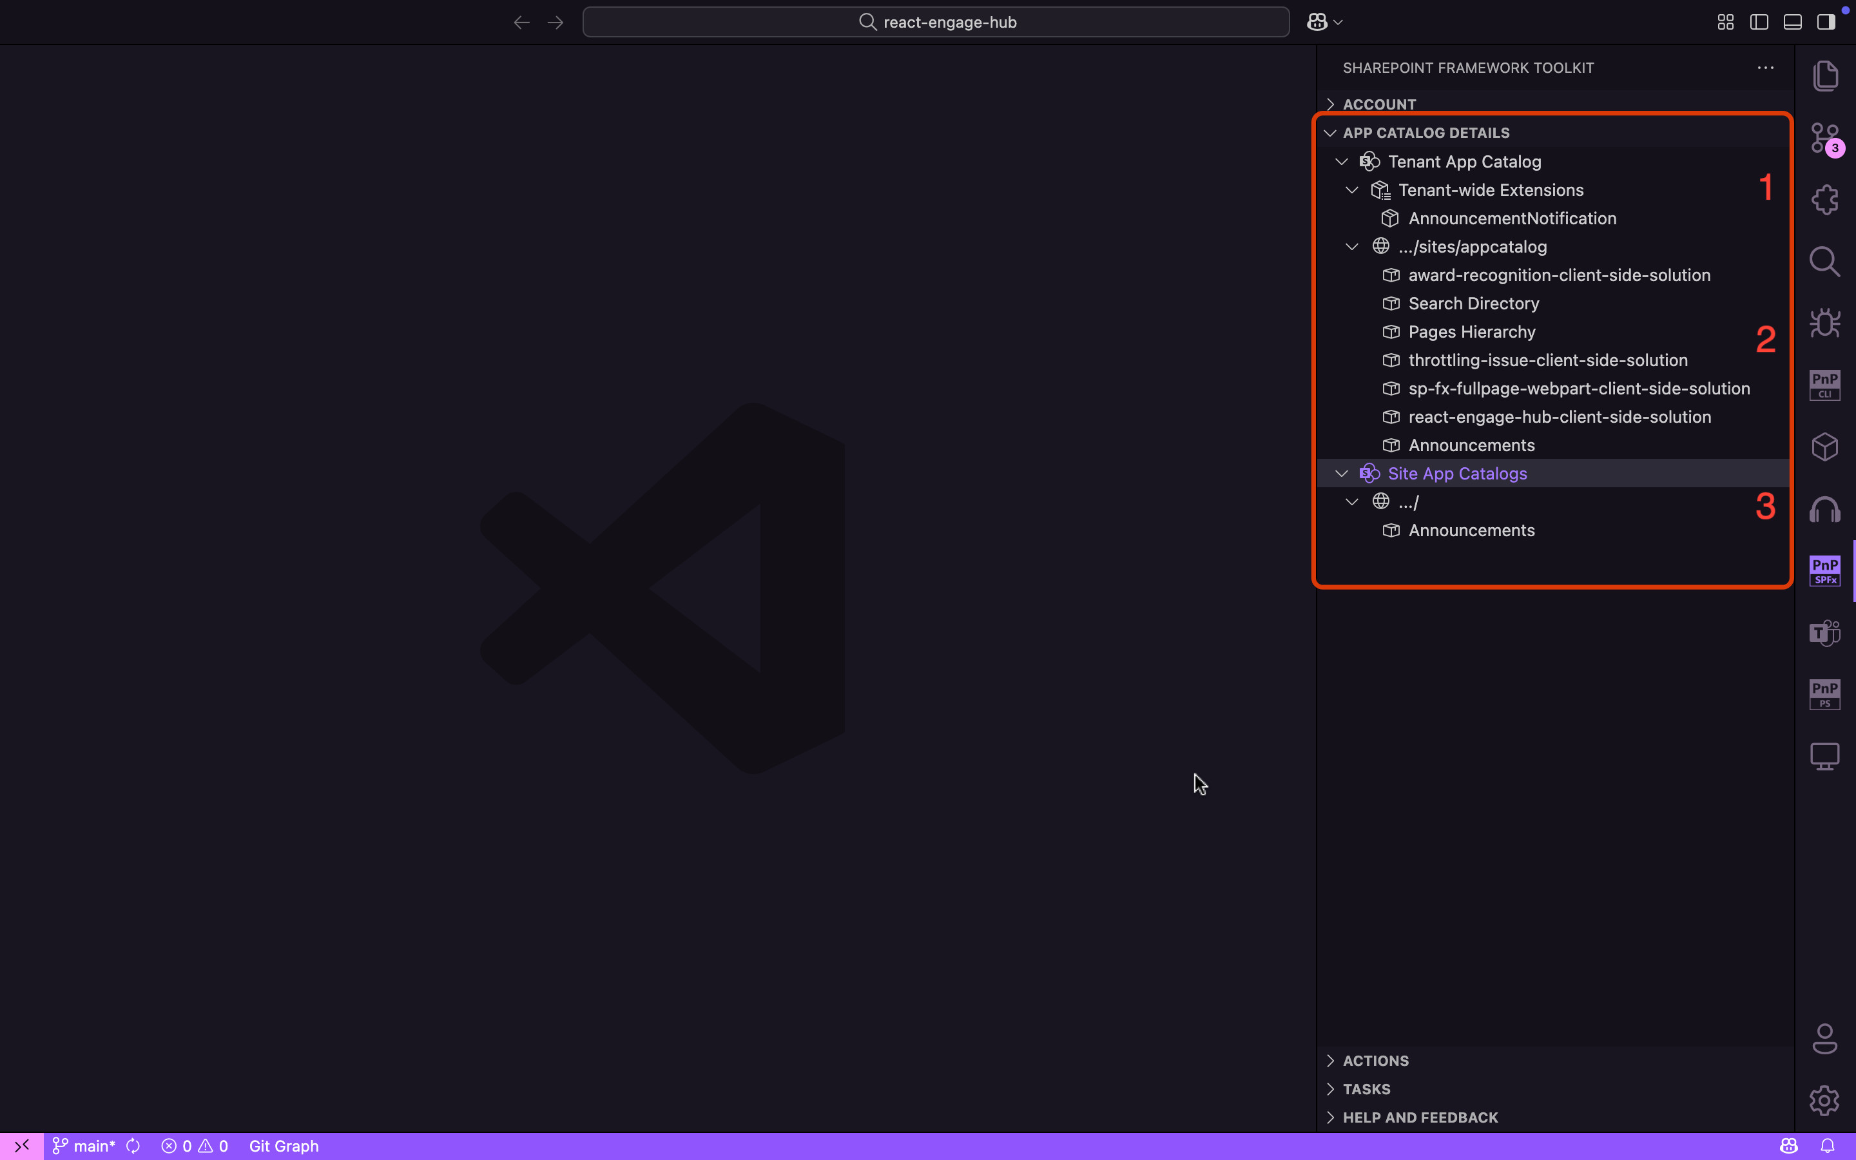 react-engage-hub
SHAREPOINT FRAMEWORK TOOLKIT
ACCOUNT
APP CATALOG DETAILS
Tenant App Catalog
Tenant-wide Extensions
1
AnnouncementNotification
.../sites/appcatalog
award-recognition-client-side-solution
Search Directory
Pages Hierarchy
2
throttling-issue-client-side-solution
sp-fx-fullpage-webpart-client-side-solution
react-engage-hub-client-side-solution
Announcements
Site App Catalogs
.../
3
Announcements
ACTIONS
TASKS
HELP AND FEEDBACK
3
PnP
CLI
PnP
SPFx
T
PnP
PS
main* 0 0 Git Graph